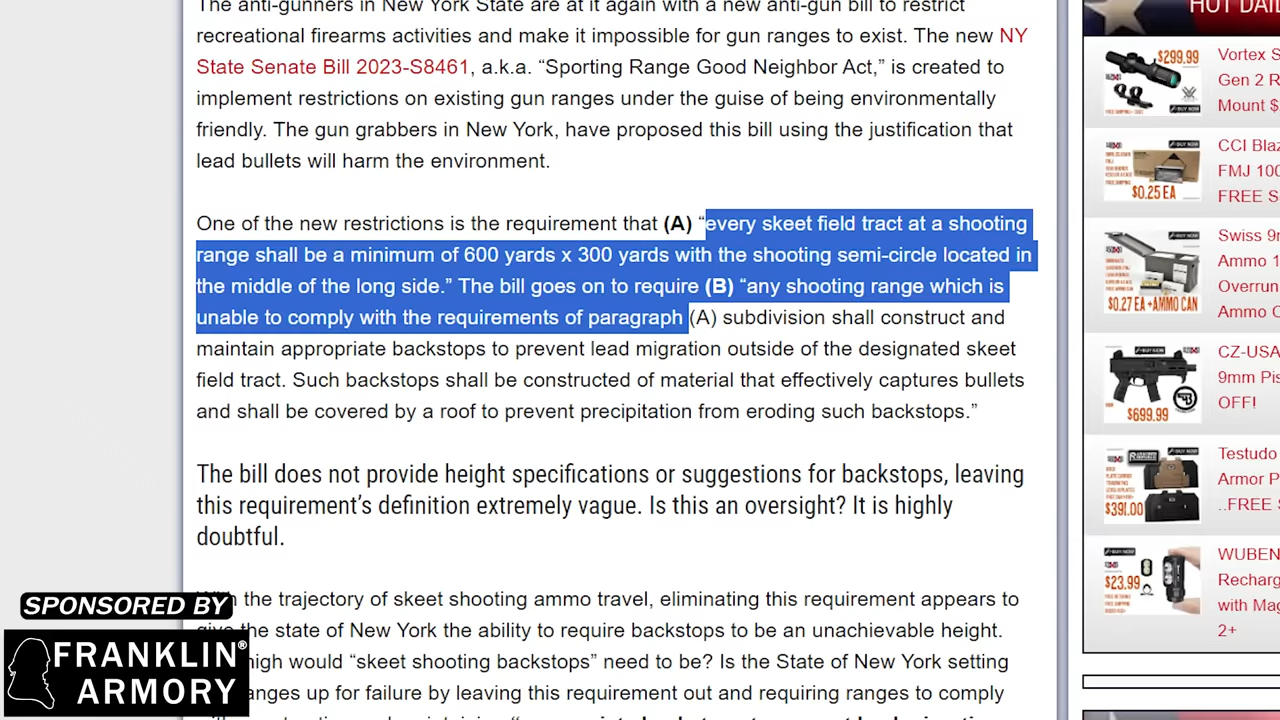 The anti-gunners in New York State are at it again with a new anti-gun bill to restrict
recreational firearms activities and make it impossible for gun ranges to exist. The new NY
State Senate Bill 2023-S8461, a.k.a. “Sporting Range Good Neighbor Act,” is created to
implement restrictions on existing gun ranges under the guise of being environmentally
friendly. The gun grabbers in New York, have proposed this bill using the justification that
lead bullets will harm the environment.
One of the new restrictions is the requirement that (A) “every skeet field tract at a shooting
range shall be a minimum of 600 yards x 300 yards with the shooting semi-circle located in
the middle of the long side.” The bill goes on to require (B) “any shooting range which is
unable to comply with the requirements of paragraph (A) subdivision shall construct and
maintain appropriate backstops to prevent lead migration outside of the designated skeet
field tract. Such backstops shall be constructed of material that effectively captures bullets
and shall be covered by a roof to prevent precipitation from eroding such backstops.”
The bill does not provide height specifications or suggestions for backstops, leaving
this requirement’s definition extremely vague. Is this an oversight? It is highly
doubtful.
the trajectory of skeet shooting ammo travel, eliminating this requirement appears to
the state of New York the ability to require backstops to be an unachievable height.
would “skeet shooting backstops” need to be? Is the State of New York setting
up for failure by leaving this requirement out and requiring ranges to comply
SPONSORED BY
FRANKLIN®
ARMORY
HOT
$299.99
BUY NOW
Vortex
Gen 2
Mount
BUY NOW
$0.25 EA
CCI
FMJ
FREE
BUY NOW
$0.27 EA +AMMO CAN
Swiss
Ammo
Overrun
Ammo
BUY NOW
$699.99
CZ-USA
9mm
OFF!
BUY NOW
$391.00
Testudo
Armor
..FREE
BUY NOW
$23.99
WUBEN
with
2+